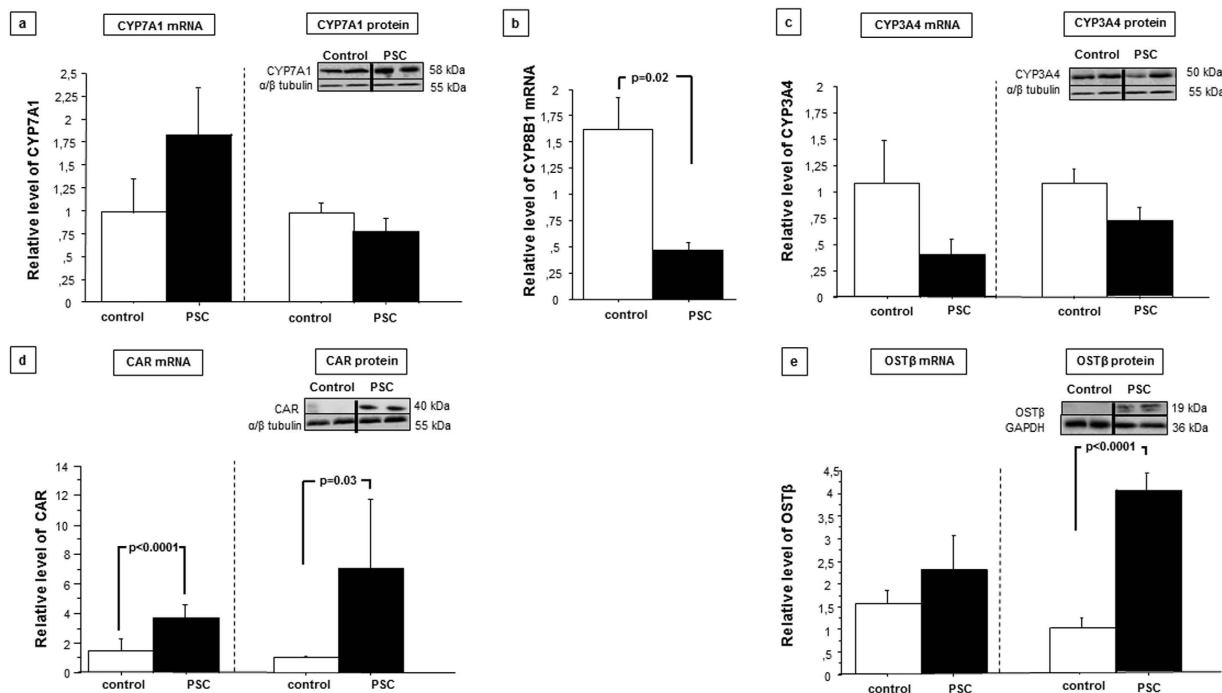 a
CYP7A1 mRNA
CYP7A1 protein
Control PSC
CYP7A1 58 kDa
α/β tubulin 55 kDa
Relative level of CYP7A1
2,5
2,25
2
1,75
1,5
1,25
1
,75
,5
,25
0
control PSC control PSC
b
p=0.02
Relative level of CYP8B1 mRNA
2
1,75
1,5
1,25
1
,75
,5
,25
0
control PSC
c
CYP3A4 mRNA
CYP3A4 protein
Control PSC
CYP3A4 50 kDa
α/β tubulin 55 kDa
Relative level of CYP3A4
2
1,75
1,5
1,25
1
,75
,5
,25
0
control PSC control PSC
d
CAR mRNA
CAR protein
Control PSC
CAR 40 kDa
α/β tubulin 55 kDa
Relative level of CAR
14
12
10
8
6
4
2
0
p<0.0001
p=0.03
control PSC control PSC
e
OSTβ mRNA
OSTβ protein
Control PSC
OSTβ 19 kDa
GAPDH 36 kDa
p<0.0001
Relative level of OSTβ
4,5
4
3,5
3
2,5
2
1,5
1
,5
0
control PSC control PSC